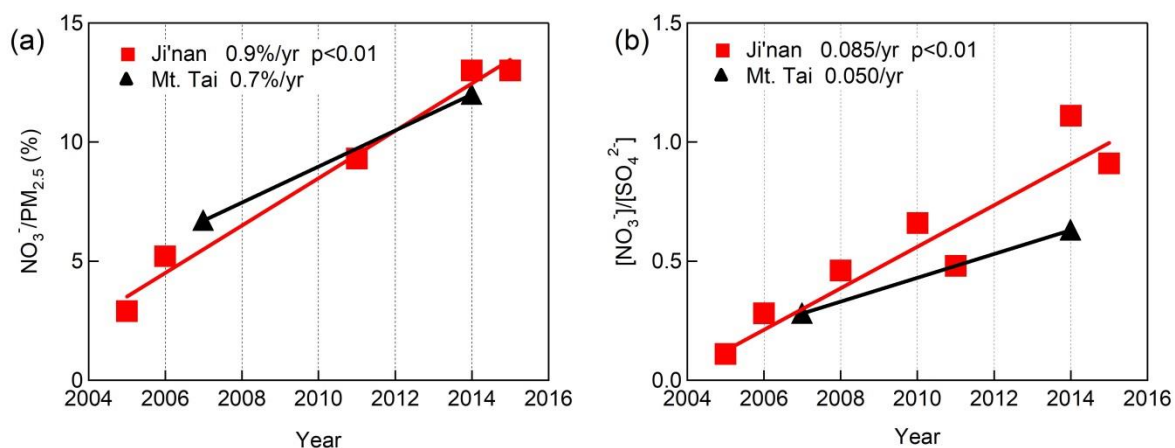 (a)
Ji'nan 0.9%/yr p<0.01
Mt. Tai 0.7%/yr
NO₃⁻/PM₂.₅ (%)
15
10
5
0
2004 2006 2008 2010 2012 2014 2016
Year
(b)
Ji'nan 0.085/yr p<0.01
Mt. Tai 0.050/yr
[NO₃⁻]/[SO₄²⁻]
1.5
1.0
0.5
0.0
2004 2006 2008 2010 2012 2014 2016
Year